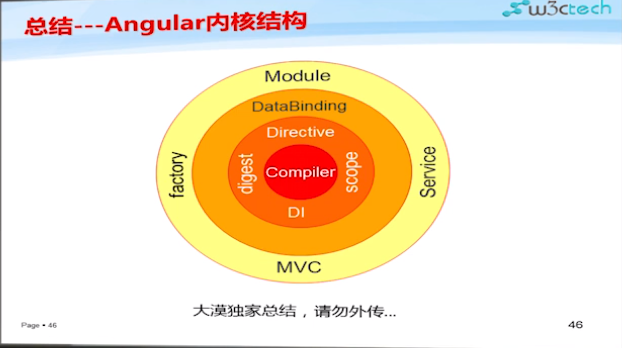 总结---Angular内核结构
w3ctech
Module
DataBinding
Directive
factory
digest
Compiler
scope
Service
DI
MVC
大漠独家总结，请勿外传...
Page ▪ 46
46